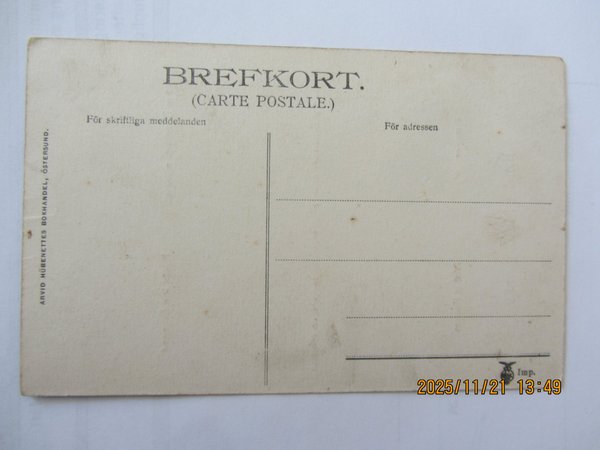 BREFKORT.
(CARTE POSTALE.)
För skriftliga meddelanden
För adressen
ARVID HÜBENETTES BOKHANDEL, ÖSTERSUND.
Imp.
2025/11/21 13:49